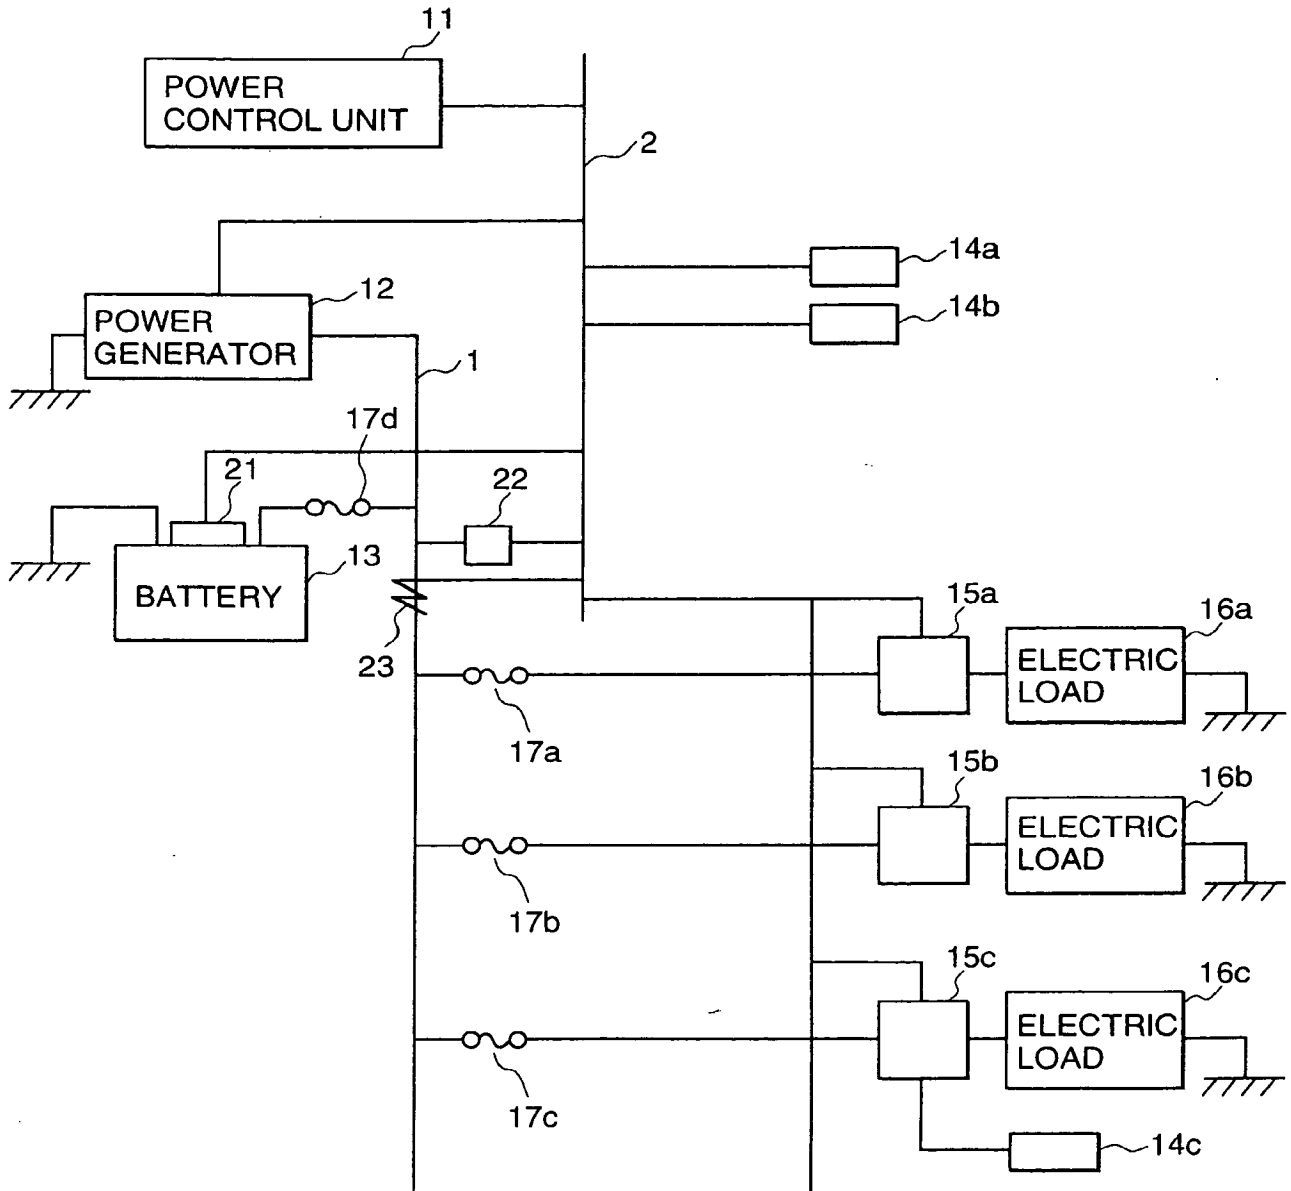 11
POWER
CONTROL UNIT
2
14a
12
14b
POWER
GENERATOR
1
17d
21
22
13
BATTERY
15a
16a
23
ELECTRIC
LOAD
17a
15b
16b
ELECTRIC
LOAD
17b
15c
16c
ELECTRIC
LOAD
17c
14c